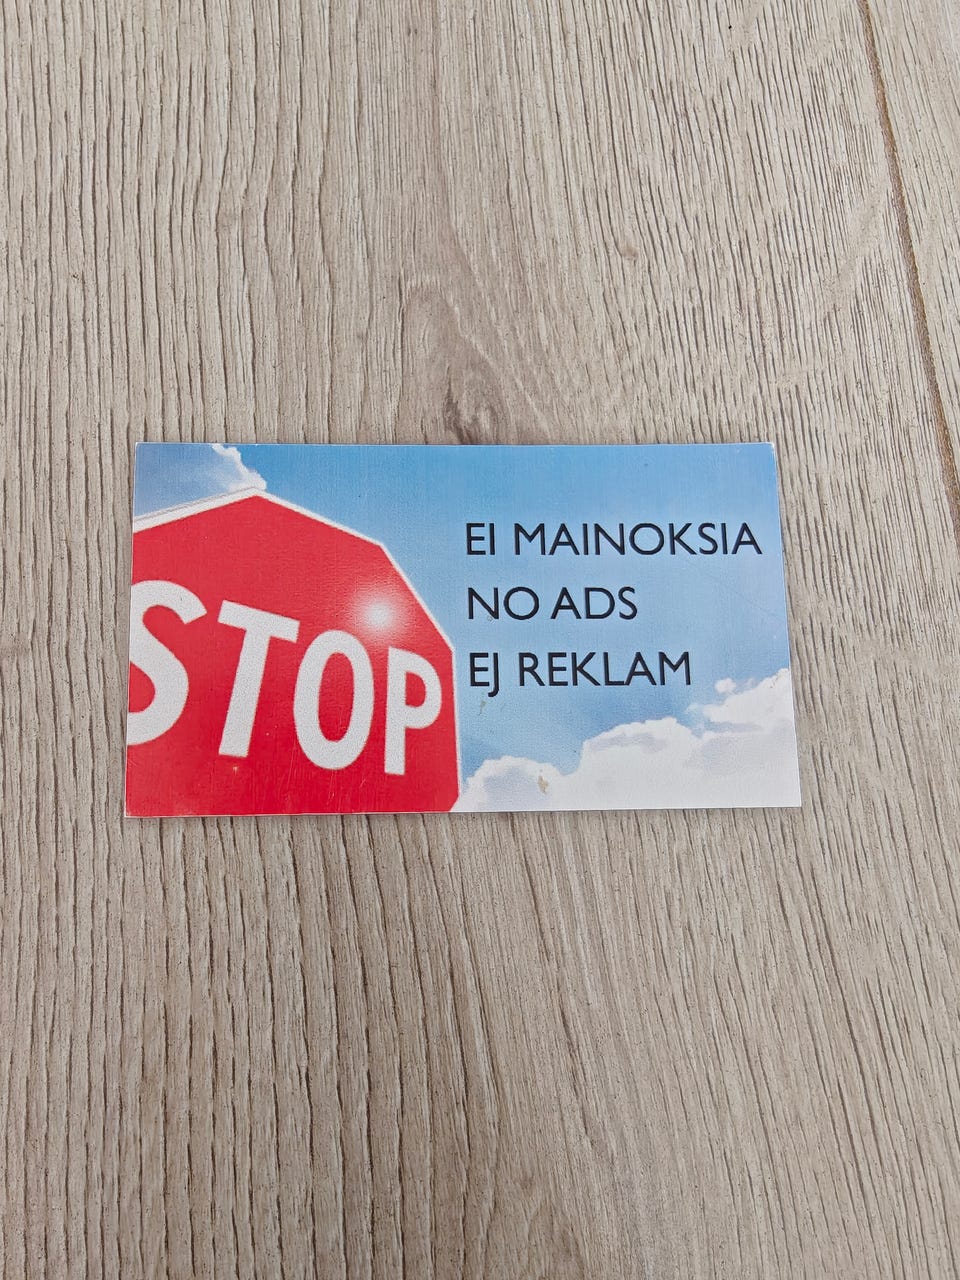 STOP
EI MAINOKSIA
NO ADS
EJ REKLAM